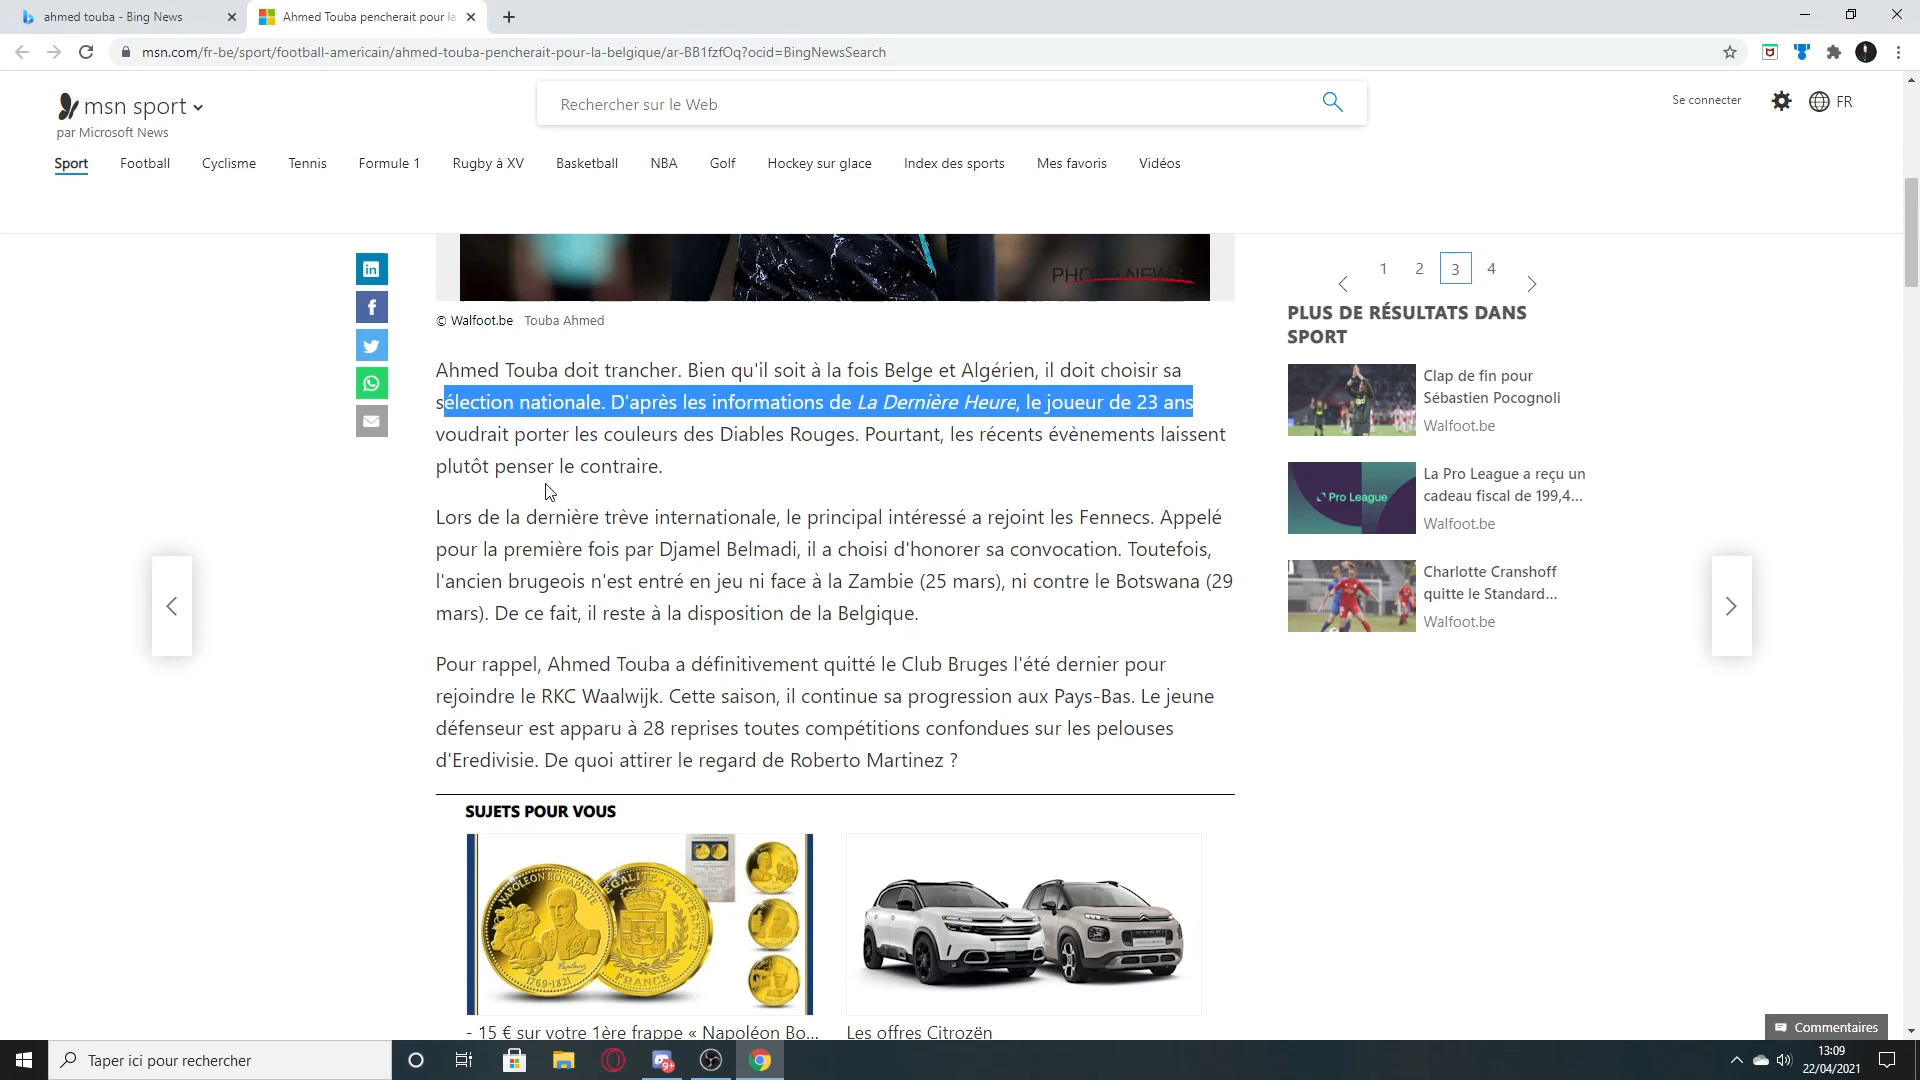 ahmed touba - Bing News
Ahmed Touba pencherait pour la
msn.com/fr-be/sport/football-americain/ahmed-touba-pencherait-pour-la-belgique/ar-BB1fzfOq?ocid=BingNewsSearch
msn sport
par Microsoft News
Rechercher sur le Web
Se connecter
FR
Sport
Football
Cyclisme
Tennis
Formule 1
Rugby à XV
Basketball
NBA
Golf
Hockey sur glace
Index des sports
Mes favoris
Vidéos
© Walfoot.be Touba Ahmed
Ahmed Touba doit trancher. Bien qu'il soit à la fois Belge et Algérien, il doit choisir sa
sélection nationale. D'après les informations de La Dernière Heure, le joueur de 23 ans
voudrait porter les couleurs des Diables Rouges. Pourtant, les récents évènements laissent
plutôt penser le contraire.
Lors de la dernière trève internationale, le principal intéressé a rejoint les Fennecs. Appelé
pour la première fois par Djamel Belmadi, il a choisi d'honorer sa convocation. Toutefois,
l'ancien brugeois n'est entré en jeu ni face à la Zambie (25 mars), ni contre le Botswana (29
mars). De ce fait, il reste à la disposition de la Belgique.
Pour rappel, Ahmed Touba a définitivement quitté le Club Bruges l'été dernier pour
rejoindre le RKC Waalwijk. Cette saison, il continue sa progression aux Pays-Bas. Le jeune
défenseur est apparu à 28 reprises toutes compétitions confondues sur les pelouses
d'Eredivisie. De quoi attirer le regard de Roberto Martinez ?
1 2 3 4
PLUS DE RÉSULTATS DANS
SPORT
Clap de fin pour
Sébastien Pocognoli
Walfoot.be
Pro League
La Pro League a reçu un
cadeau fiscal de 199,4...
Walfoot.be
Charlotte Cranshoff
quitte le Standard...
Walfoot.be
SUJETS POUR VOUS
NAPOLÉON BONAPARTE
1769-1821
FRANCE
- 15 € sur votre 1ère frappe « Napoléon Bo...
Les offres Citrozën
Commentaires
Taper ici pour rechercher
9+
13:09
22/04/2021